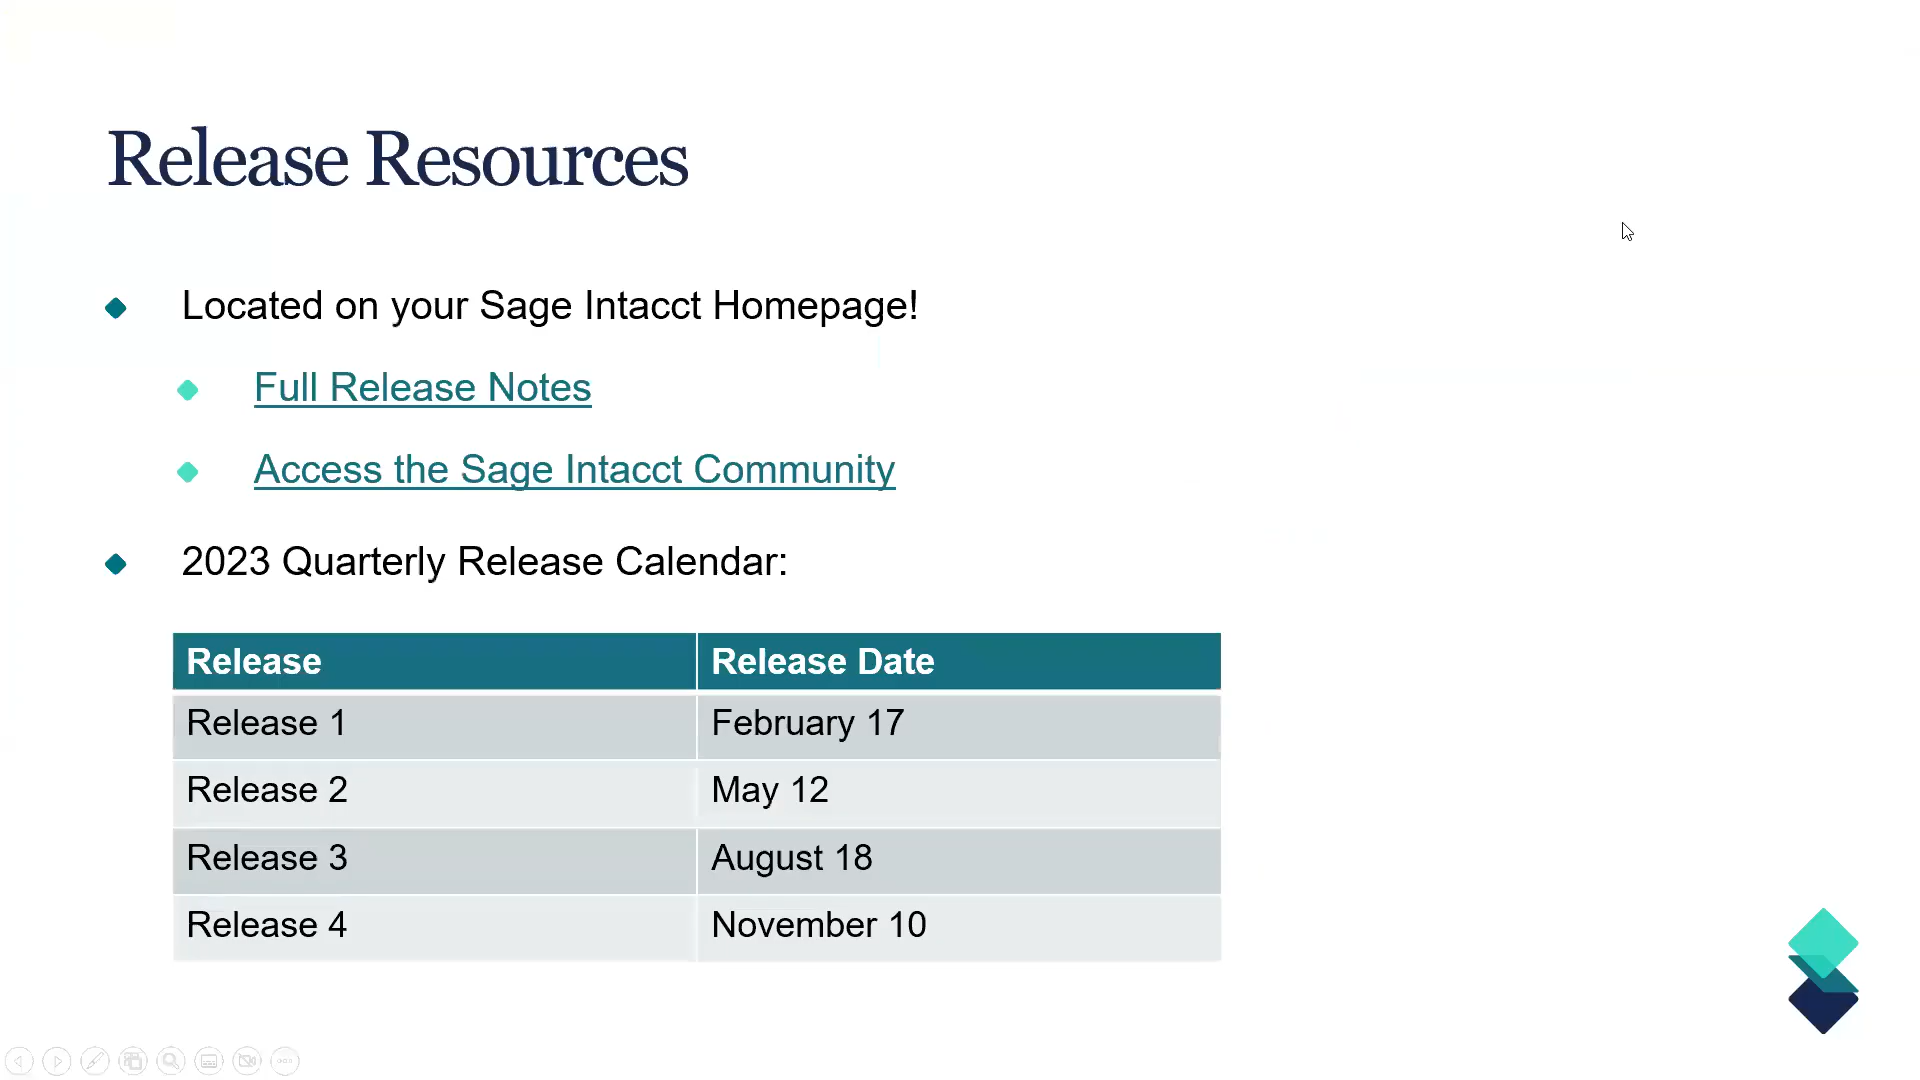 Release Resources
Located on your Sage Intacct Homepage!
Full Release Notes
Access the Sage Intacct Community
2023 Quarterly Release Calendar:
Release Release Date
Release 1 February 17
Release 2 May 12
Release 3 August 18
Release 4 November 10